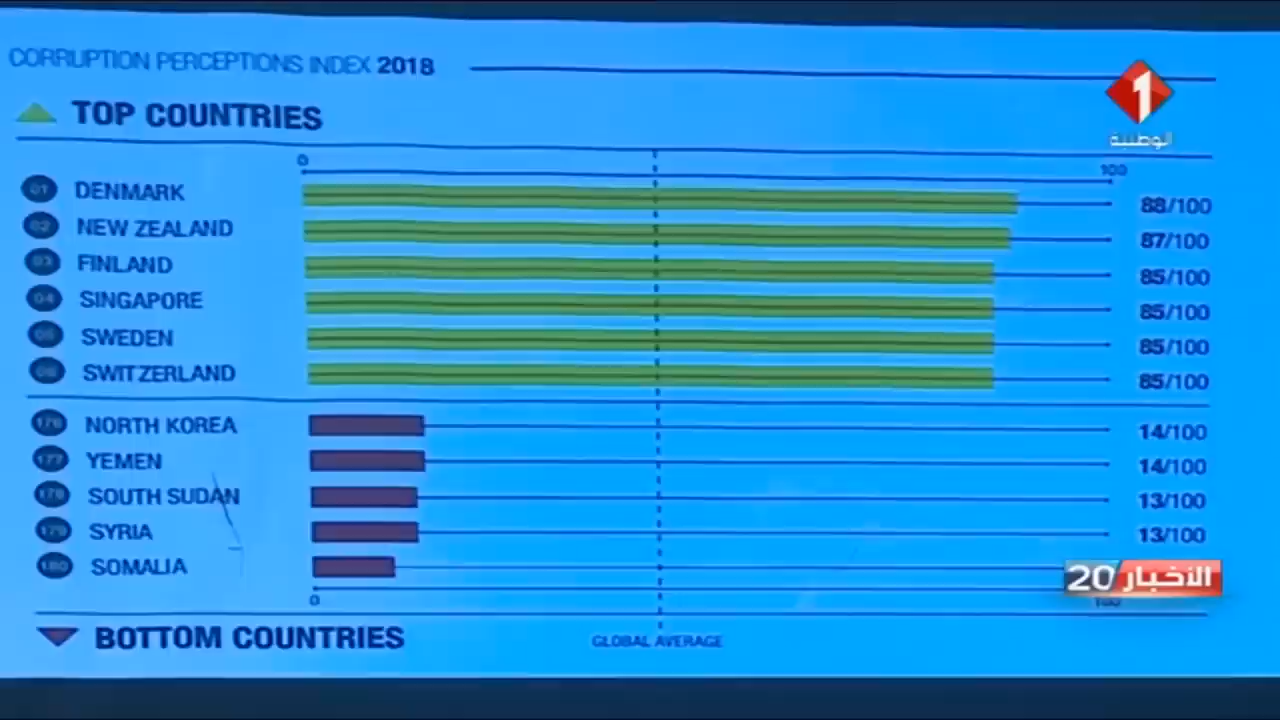 CORRUPTION PERCEPTIONS INDEX 2018
1
الوطنية
TOP COUNTRIES
0 100
01 DENMARK 88/100
02 NEW ZEALAND 87/100
03 FINLAND 85/100
04 SINGAPORE 85/100
05 SWEDEN 85/100
06 SWITZERLAND 85/100
176 NORTH KOREA 14/100
177 YEMEN 14/100
178 SOUTH SUDAN 13/100
179 SYRIA 13/100
180 SOMALIA
الأخبار 20
0 100
BOTTOM COUNTRIES
GLOBAL AVERAGE